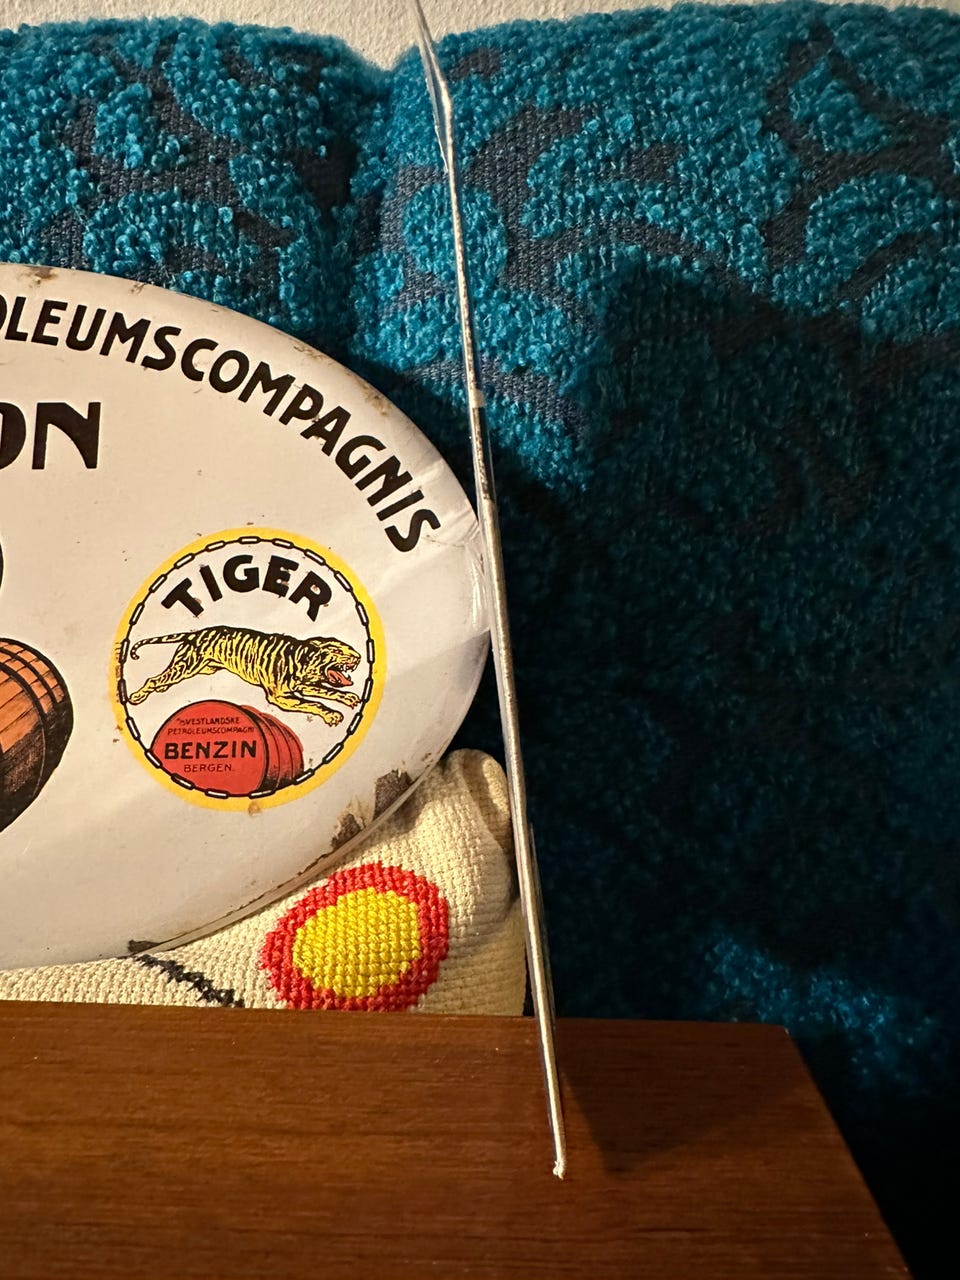 OLEUMSCOMPAGNIS
ON
TIGER
VESTLANDSKE
PETROLEUMSCOMPAGNI
BENZIN
BERGEN.